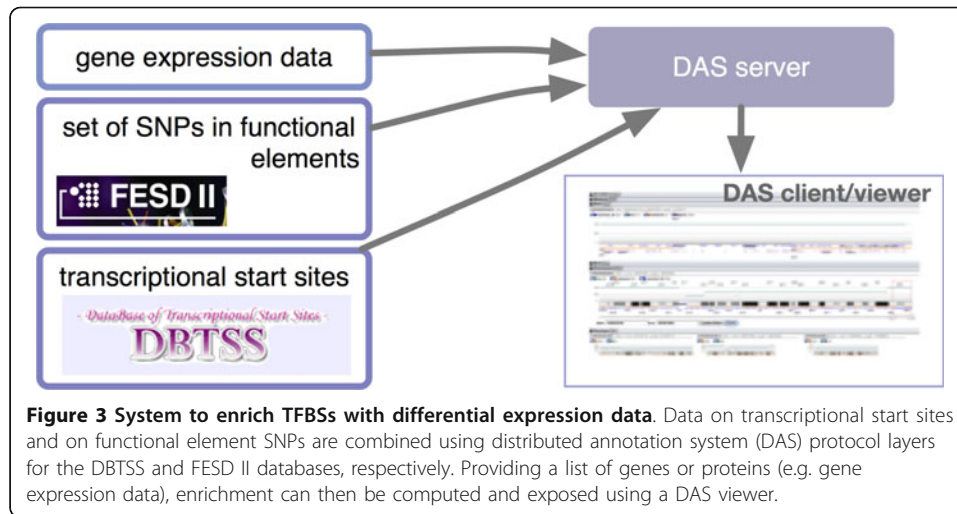 gene expression data
set of SNPs in functional
elements
FESD II
transcriptional start sites
- DataBase of Transcriptional Start Sites -
DBTSS
DAS server
DAS client/viewer
Figure 3 System to enrich TFBSs with differential expression data. Data on transcriptional start sites
and on functional element SNPs are combined using distributed annotation system (DAS) protocol layers
for the DBTSS and FESD II databases, respectively. Providing a list of genes or proteins (e.g. gene
expression data), enrichment can then be computed and exposed using a DAS viewer.